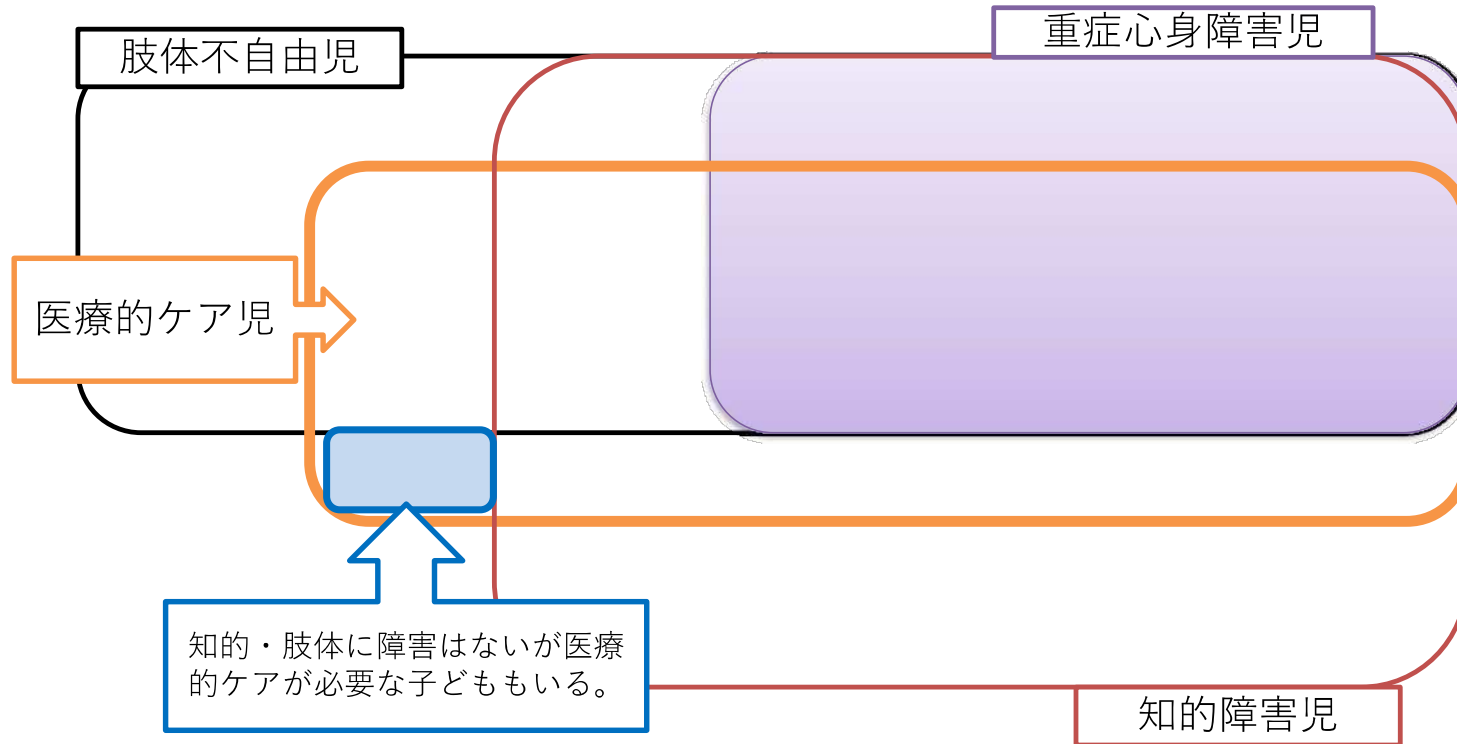 重症心身障害児
肢体不自由児
医療的ケア児
知的・肢体に障害はないが医療
的ケアが必要な子どももいる。
知的障害児